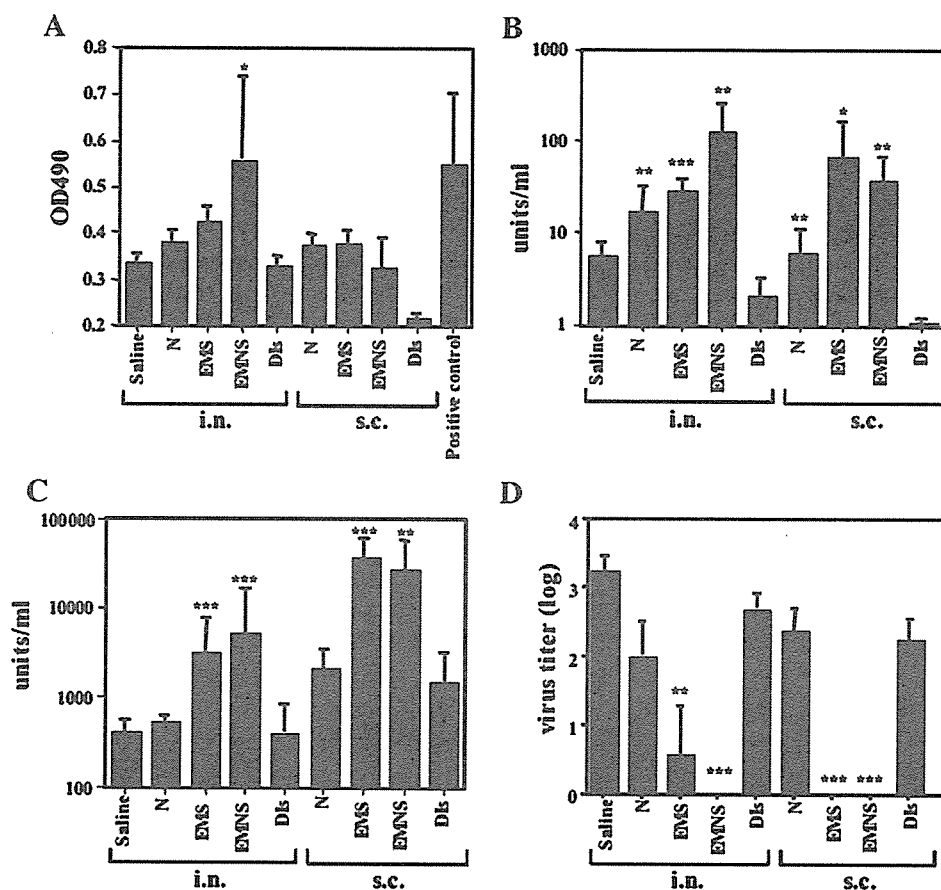 A
OD490
0.8
0.7
0.6
0.5
0.4
0.3
0.2
*
Saline
N
EMS
EMNS
DIs
N
EMS
EMNS
DIs
Positive control
i.n.
s.c.
B
units/ml
1000
100
10
1
**
***
**
**
*
**
Saline
N
EMS
EMNS
DIs
N
EMS
EMNS
DIs
i.n.
s.c.
C
units/ml
100000
10000
1000
100
***
***
***
**
Saline
N
EMS
EMNS
DIs
N
EMS
EMNS
DIs
i.n.
s.c.
D
virus titer (log)
4
3
2
1
0
**
***
***
***
Saline
N
EMS
EMNS
DIs
N
EMS
EMNS
DIs
i.n.
s.c.